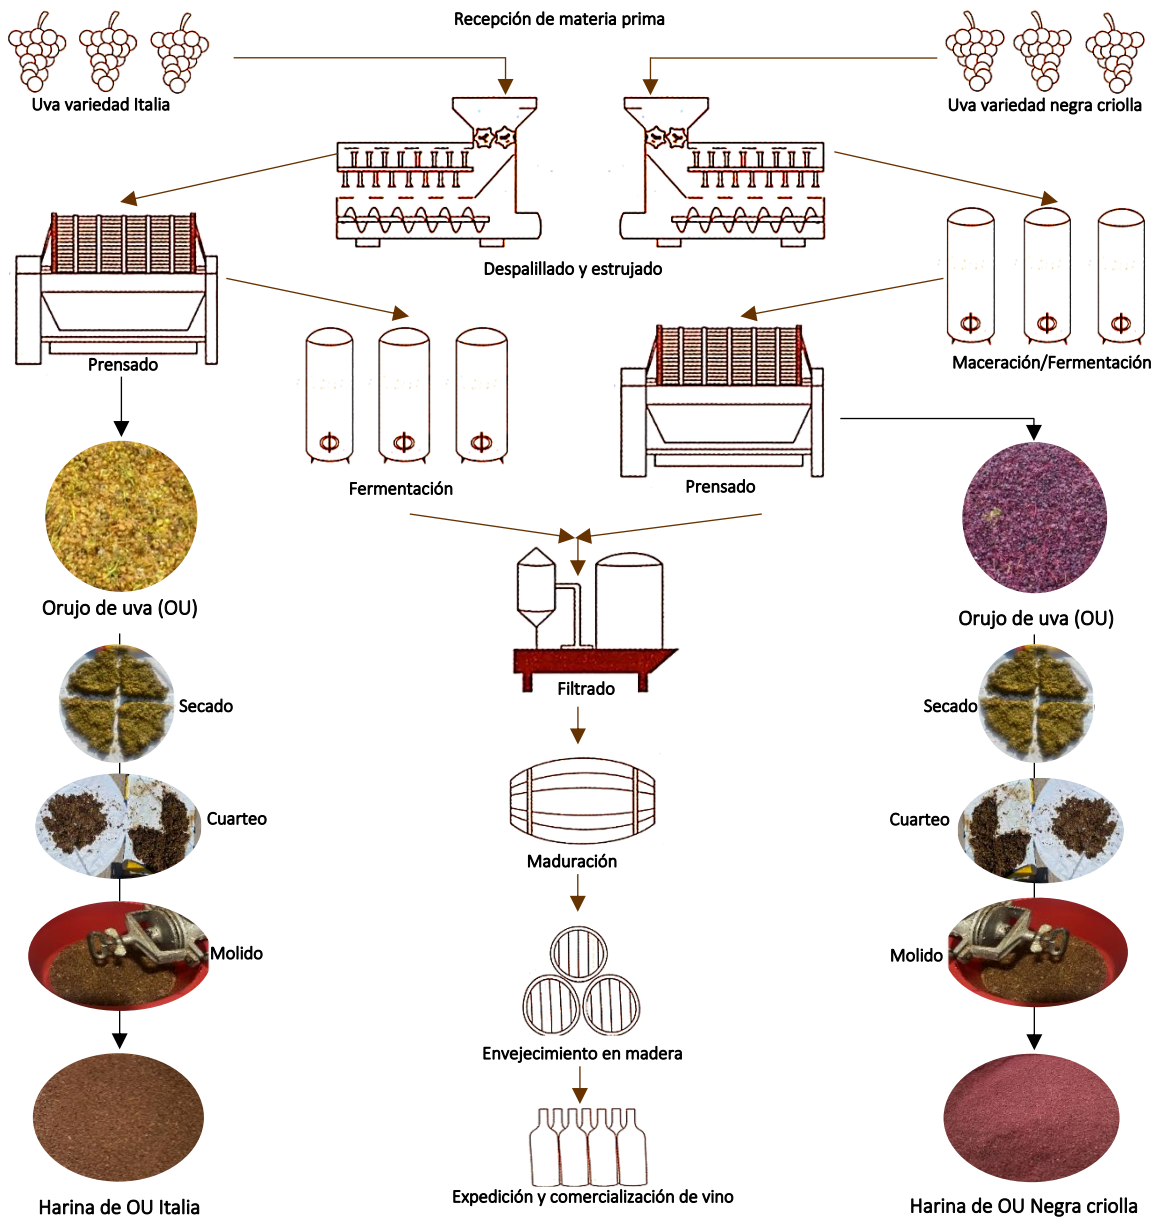 Recepción de materia prima
Uva variedad Italia
Uva variedad negra criolla
Despalillado y estrujado
Prensado
Maceración/Fermentación
Fermentación
Prensado
Orujo de uva (OU)
Orujo de uva (OU)
Filtrado
Secado
Secado
Cuarteo
Cuarteo
Maduración
Molido
Molido
Envejecimiento en madera
Expedición y comercialización de vino
Harina de OU Italia
Harina de OU Negra criolla